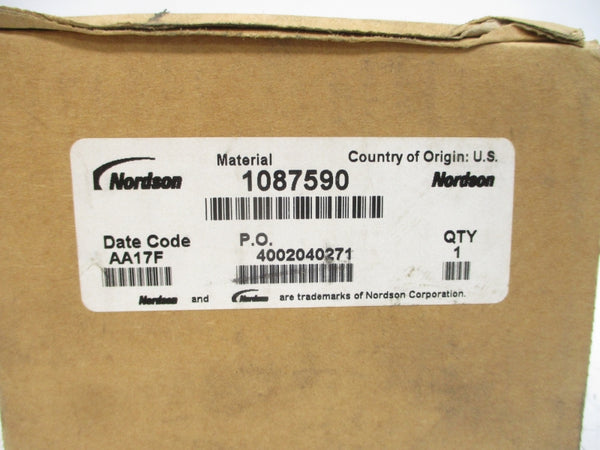 Material Country of Origin: U.S.
Nordson 1087590 Nordson
Date Code P.O. QTY
AA17F 4002040271 1
Nordson and Nordson are trademarks of Nordson Corporation.